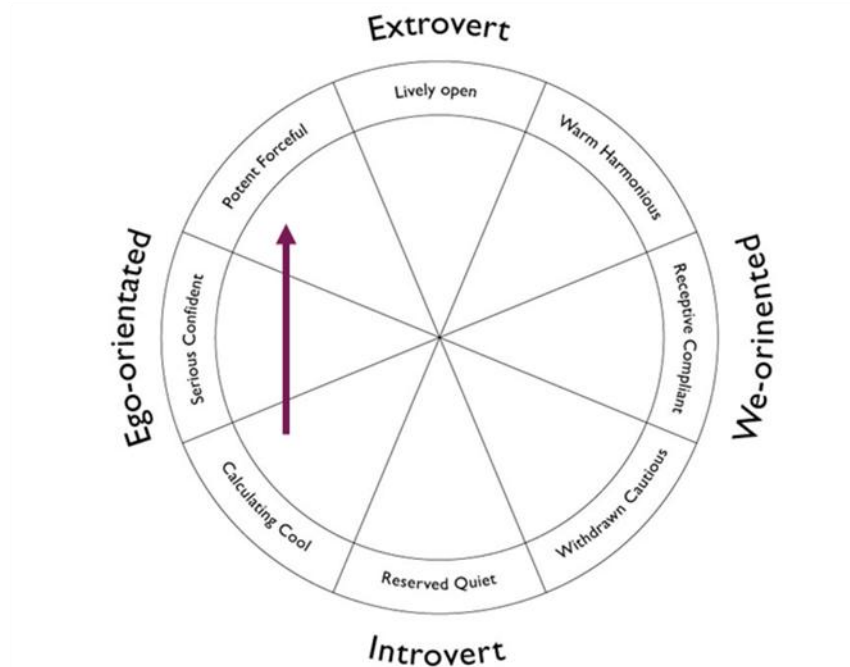 Extrovert
Lively open
Potent Forceful
Warm Harmonious
Ego-orientated
Serious Confident
Receptive Compliant
We-orinented
Calculating Cool
Withdrawn Cautious
Reserved Quiet
Introvert